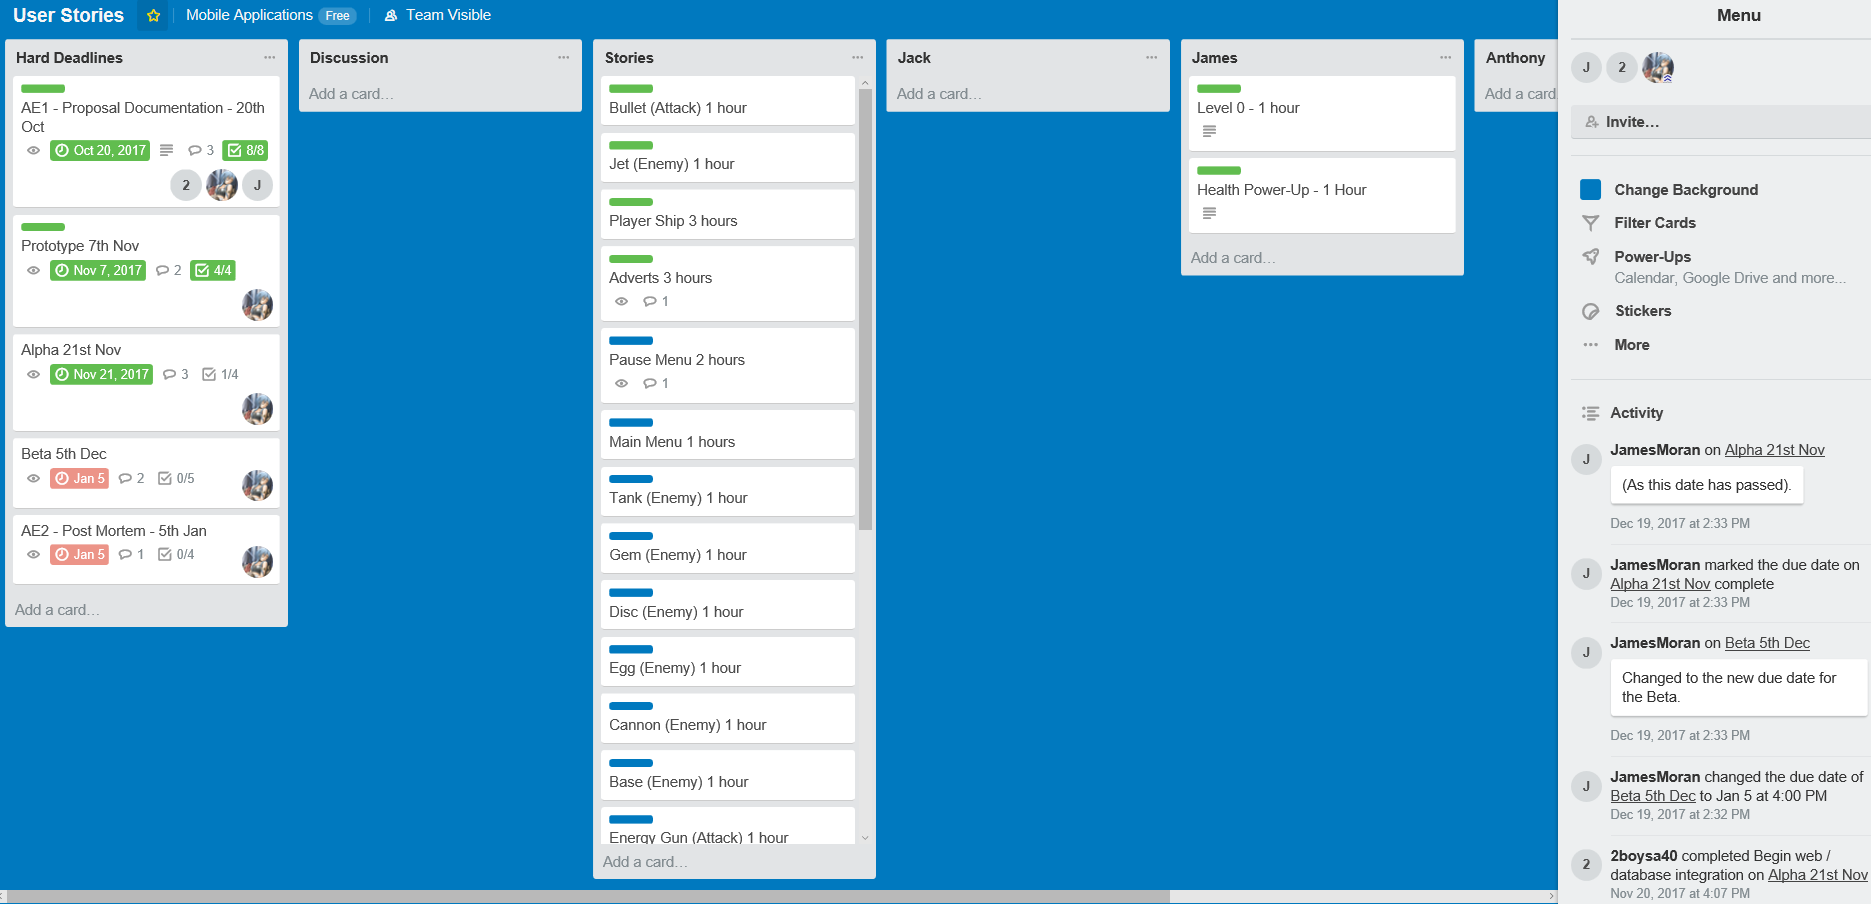 User Stories
Mobile Applications Free
Team Visible
Hard Deadlines
AE1 - Proposal Documentation - 20th
Oct
Oct 20, 2017 3 8/8
2 J
Prototype 7th Nov
Nov 7, 2017 2 4/4
Alpha 21st Nov
Nov 21, 2017 3 1/4
Beta 5th Dec
Jan 5 2 0/5
AE2 - Post Mortem - 5th Jan
Jan 5 1 0/4
Add a card…
Discussion
Add a card…
Stories
Bullet (Attack) 1 hour
Jet (Enemy) 1 hour
Player Ship 3 hours
Adverts 3 hours
1
Pause Menu 2 hours
1
Main Menu 1 hours
Tank (Enemy) 1 hour
Gem (Enemy) 1 hour
Disc (Enemy) 1 hour
Egg (Enemy) 1 hour
Cannon (Enemy) 1 hour
Base (Enemy) 1 hour
Energy Gun (Attack) 1 hour
Add a card…
Jack
Add a card…
James
Level 0 - 1 hour
Health Power-Up - 1 Hour
Add a card…
Anthony
Add a card
Menu
J 2
Invite…
Change Background
Filter Cards
Power-Ups
Calendar, Google Drive and more...
Stickers
More
Activity
J
JamesMoran on Alpha 21st Nov
(As this date has passed).
Dec 19, 2017 at 2:33 PM
J
JamesMoran marked the due date on
Alpha 21st Nov complete
Dec 19, 2017 at 2:33 PM
J
JamesMoran on Beta 5th Dec
Changed to the new due date for
the Beta.
Dec 19, 2017 at 2:33 PM
J
JamesMoran changed the due date of
Beta 5th Dec to Jan 5 at 4:00 PM
Dec 19, 2017 at 2:32 PM
2
2boysa40 completed Begin web /
database integration on Alpha 21st Nov
Nov 20, 2017 at 4:07 PM